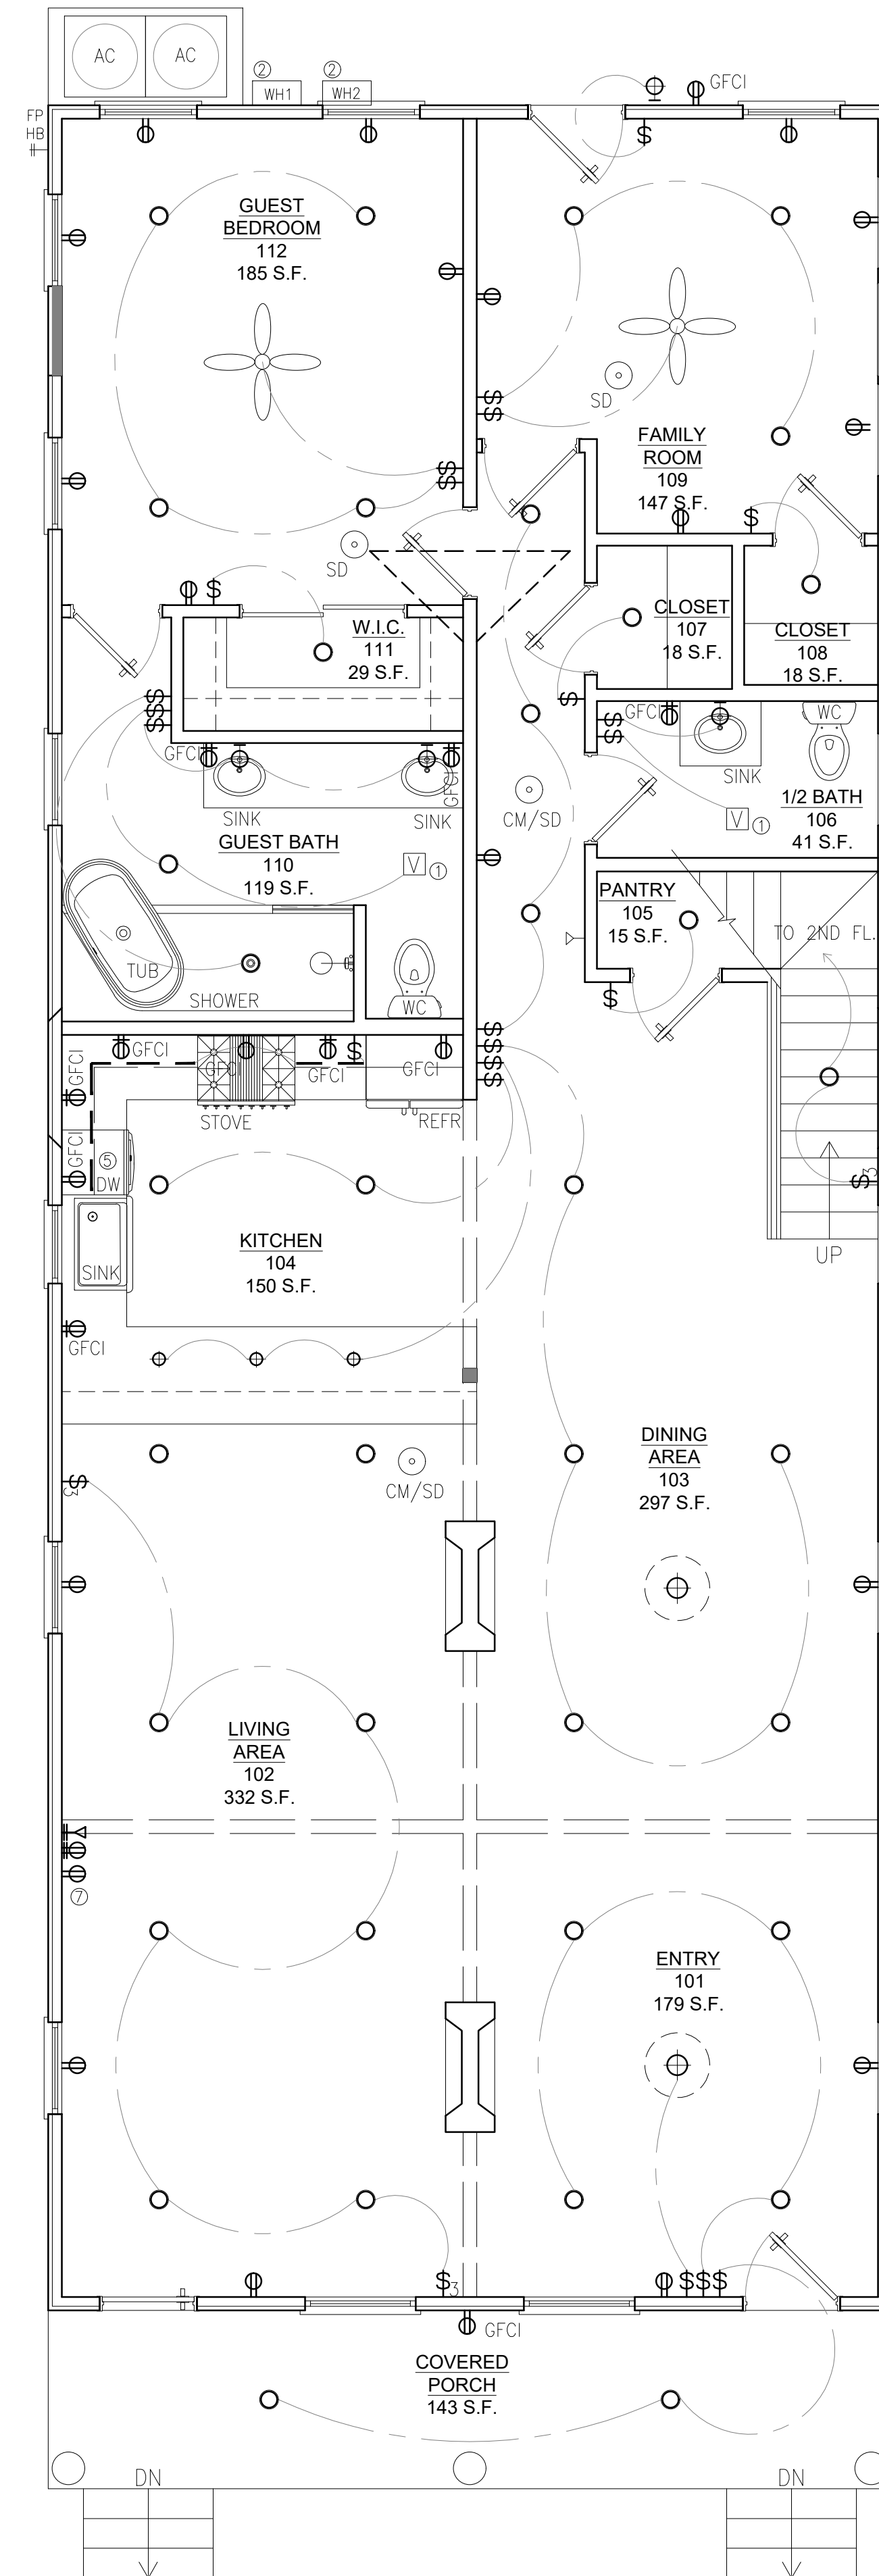 AC
AC
2
2
WH1
WH2
GFCI
FP
HB
$
GUEST
BEDROOM
112
185 S.F.
SD
$
$
FAMILY
ROOM
109
147 S.F.
$
$
SD
$
$
W.I.C.
111
29 S.F.
CLOSET
107
18 S.F.
CLOSET
108
18 S.F.
$
$
$
$
$
$
$
GFCI
WC
GFCI
GFCI
SINK
SINK
SINK
CM/SD
1/2 BATH
106
41 S.F.
V
1
GUEST BATH
110
119 S.F.
V
1
PANTRY
105
15 S.F.
TO 2ND FL.
TUB
SHOWER
WC
$
$
$
$
$
GFCI
GFCI
GFCI
GFCI
$
GFCI
STOVE
REFR
GFCI
5
DW
$3
KITCHEN
104
150 S.F.
UP
SINK
GFCI
DINING
AREA
103
297 S.F.
$3
CM/SD
LIVING
AREA
102
332 S.F.
7
ENTRY
101
179 S.F.
$3
$$$
GFCI
COVERED
PORCH
143 S.F.
DN
DN